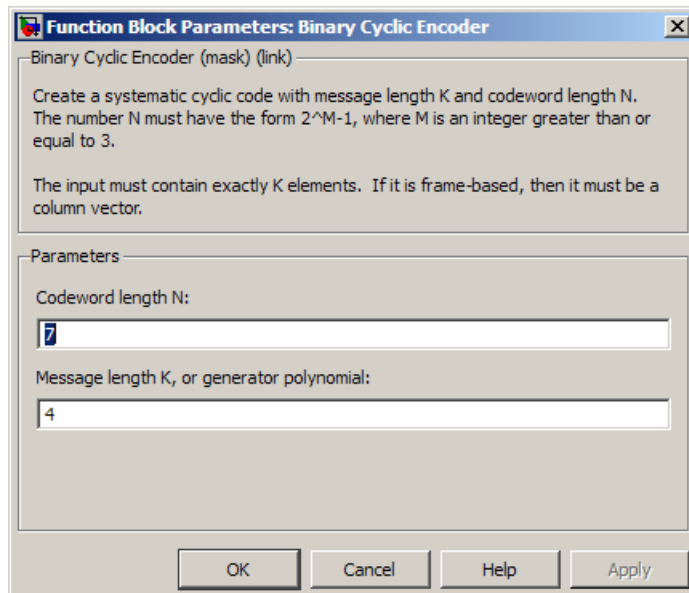 Function Block Parameters: Binary Cyclic Encoder
Binary Cyclic Encoder (mask) (link)
Create a systematic cyclic code with message length K and codeword length N.
The number N must have the form 2^M-1, where M is an integer greater than or
equal to 3.
The input must contain exactly K elements.  If it is frame-based, then it must be a
column vector.
Parameters
Codeword length N:
7
Message length K, or generator polynomial:
4
OK
Cancel
Help
Apply